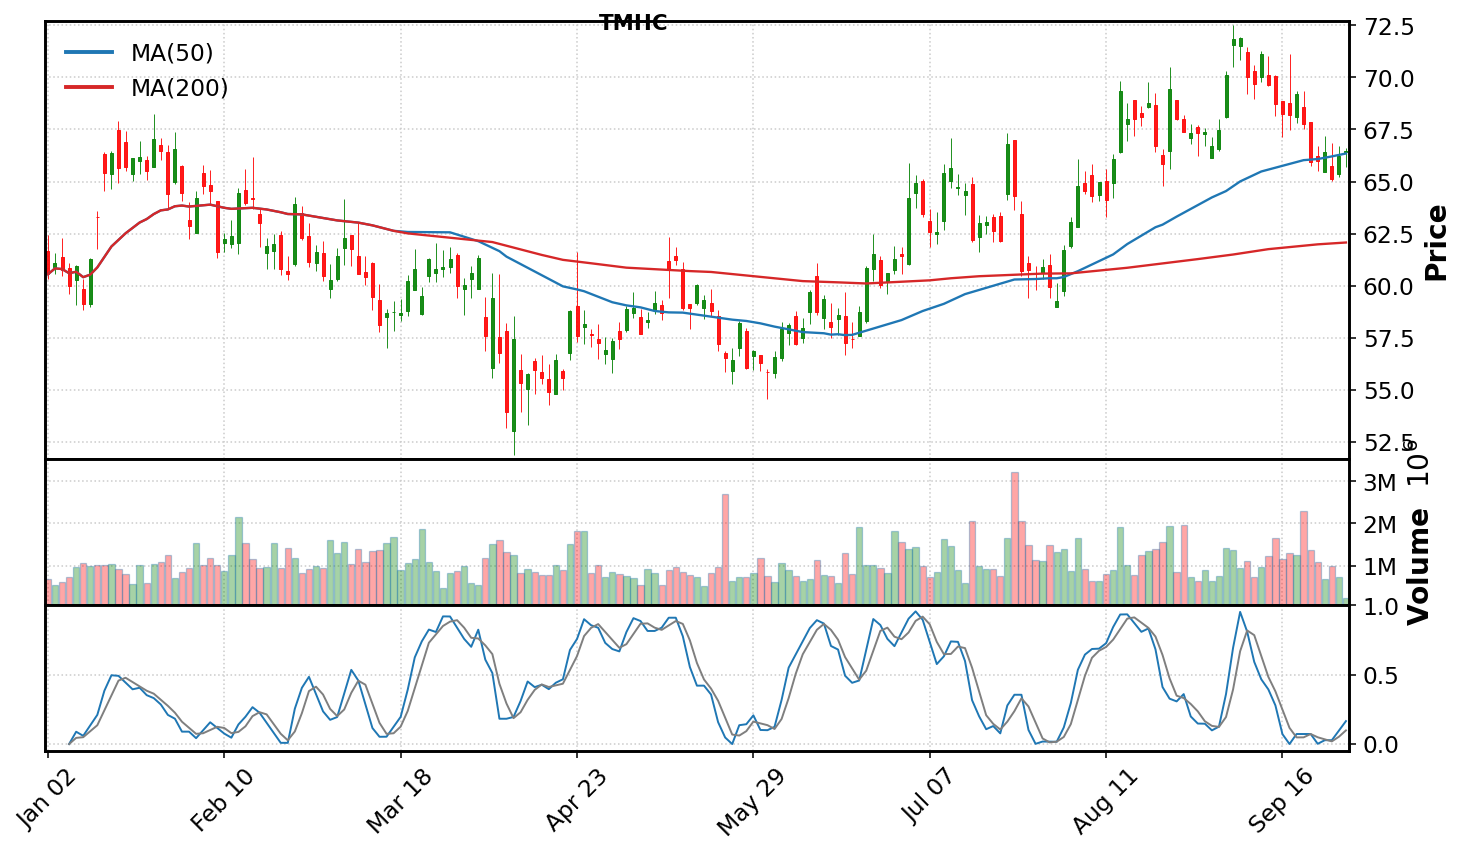 TMHC
MA(50)
MA(200)
72.5
70.0
67.5
65.0
62.5
60.0
57.5
55.0
52.5
Price
3M
2M
1M
Volume 10⁶
1.0
0.5
0.0
Jan 02
Feb 10
Mar 18
Apr 23
May 29
Jul 07
Aug 11
Sep 16